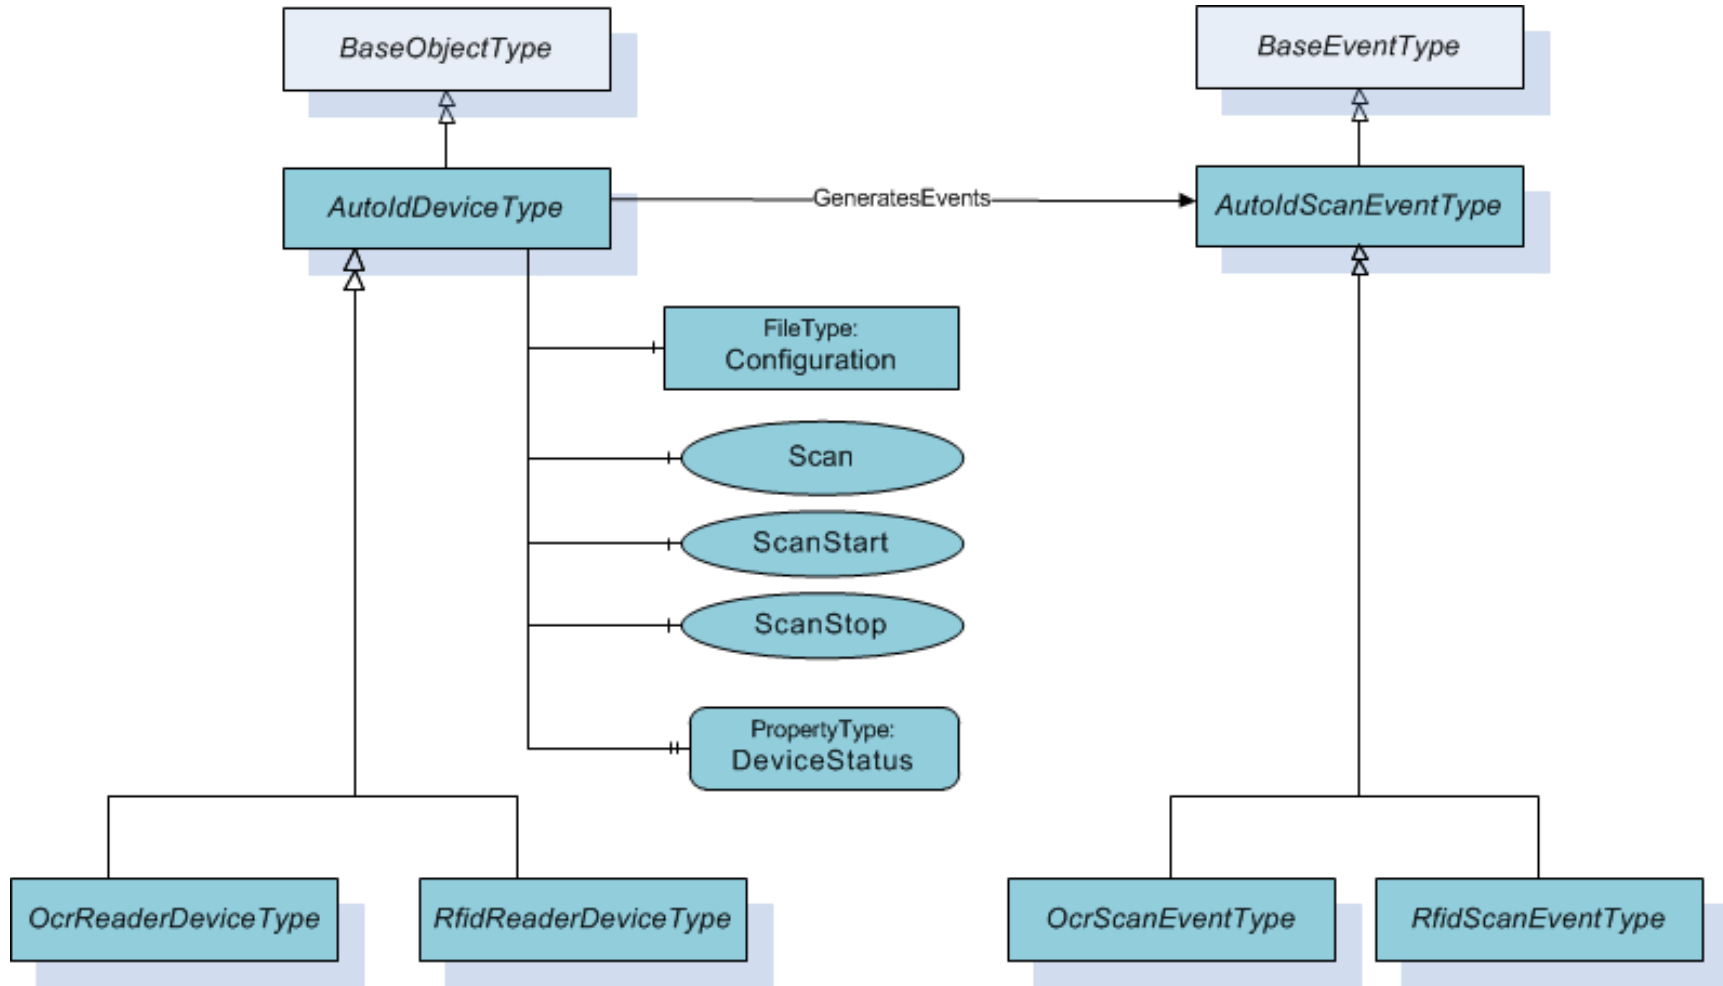 BaseObjectType
BaseEventType
AutoIdDeviceType
GeneratesEvents
AutoIdScanEventType
FileType:
Configuration
Scan
ScanStart
ScanStop
PropertyType:
DeviceStatus
OcrReaderDeviceType
RfidReaderDeviceType
OcrScanEventType
RfidScanEventType